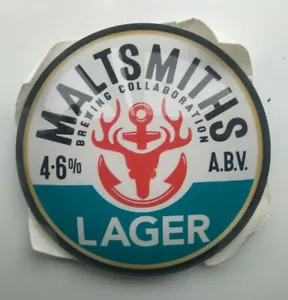 MALTSMITHS
BREWING COLLABORATION
4·6% A.B.V.
LAGER